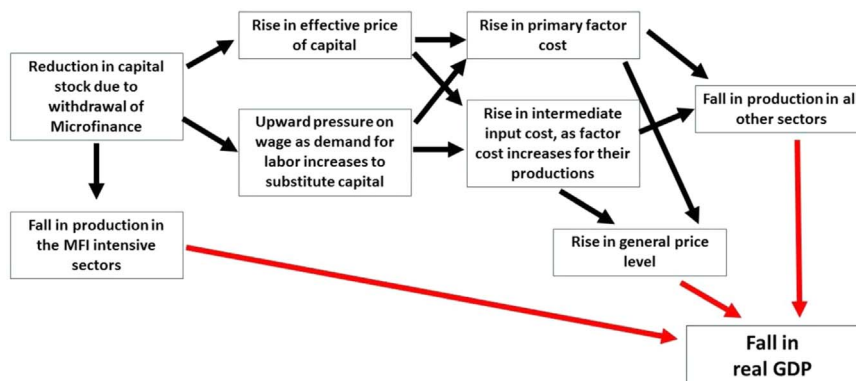 Rise in effective price
of capital
Rise in primary factor
cost
Reduction in capital
stock due to
withdrawal of
Microfinance
Upward pressure on
wage as demand for
labor increases to
substitute capital
Rise in intermediate
input cost, as factor
cost increases for their
productions
Fall in production in al
other sectors
Fall in production in
the MFI intensive
sectors
Rise in general price
level
Fall in
real GDP